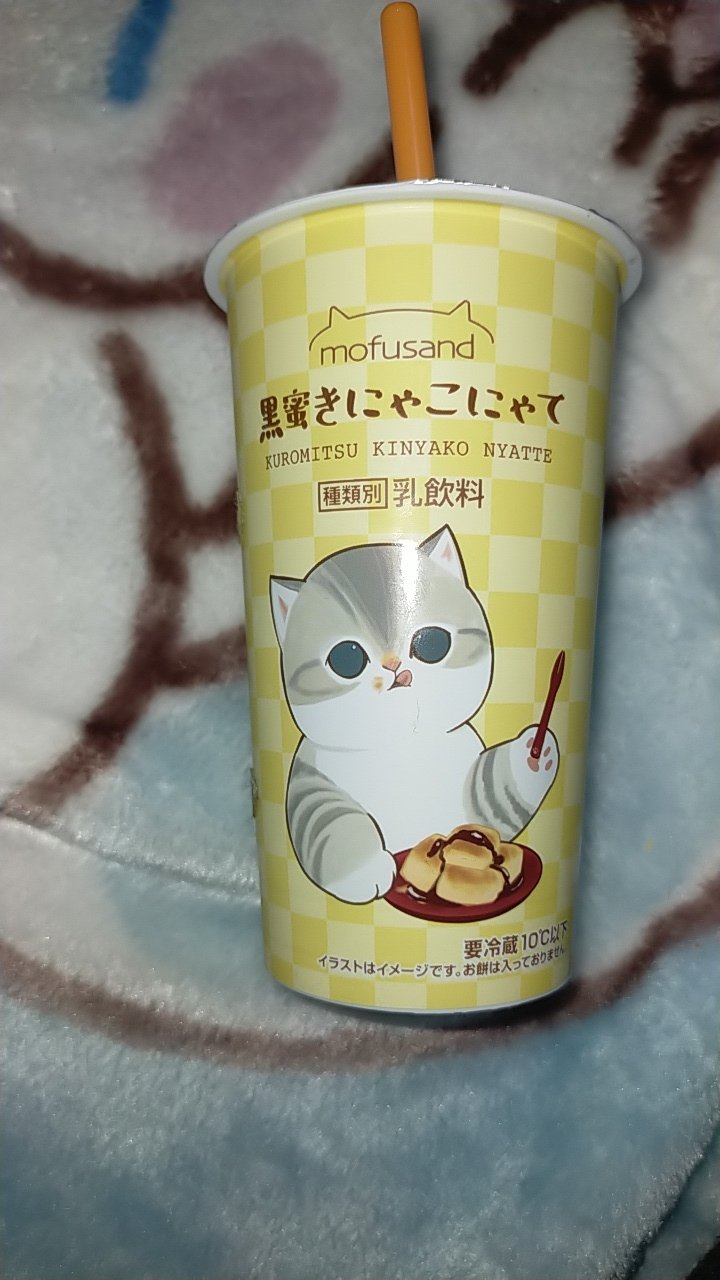 mofusand
黒蜜きにゃこにゃて
KUROMITSU KINYAKO NYATTE
種類別 乳飲料
要冷蔵10℃以下
イラストはイメージです。お餅は入っておりません